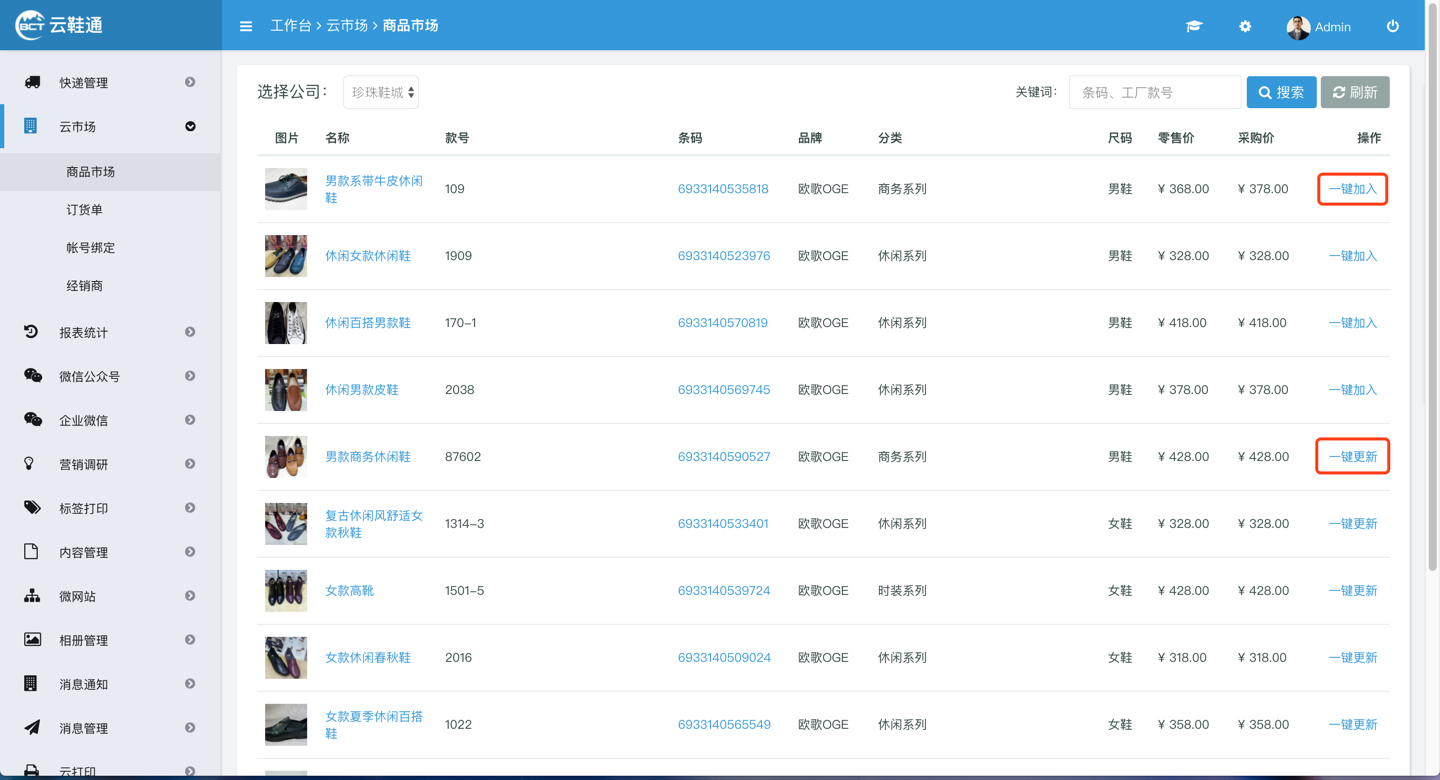 BCT 云鞋通
工作台 > 云市场 > 商品市场
Admin
快递管理
云市场
商品市场
订货单
帐号绑定
经销商
报表统计
微信公众号
企业微信
营销调研
标签打印
内容管理
微网站
相册管理
消息通知
消息管理
云打印
选择公司： 珍珠鞋城
关键词： 条码、工厂款号 搜索 刷新
图片 名称 款号 条码 品牌 分类 尺码 零售价 采购价 操作
男款系带牛皮休闲
鞋
109 6933140535818 欧歌OGE 商务系列 男鞋 ¥ 368.00 ¥ 378.00 一键加入
休闲女款休闲鞋 1909 6933140523976 欧歌OGE 休闲系列 男鞋 ¥ 328.00 ¥ 328.00 一键加入
休闲百搭男款鞋 170-1 6933140570819 欧歌OGE 休闲系列 男鞋 ¥ 418.00 ¥ 418.00 一键加入
休闲男款皮鞋 2038 6933140569745 欧歌OGE 休闲系列 男鞋 ¥ 378.00 ¥ 378.00 一键加入
男款商务休闲鞋 87602 6933140590527 欧歌OGE 商务系列 男鞋 ¥ 428.00 ¥ 428.00 一键更新
复古休闲风舒适女
款秋鞋
1314-3 6933140533401 欧歌OGE 休闲系列 女鞋 ¥ 328.00 ¥ 328.00 一键更新
女款高靴 1501-5 6933140539724 欧歌OGE 时装系列 女鞋 ¥ 428.00 ¥ 428.00 一键更新
女款休闲春秋鞋 2016 6933140509024 欧歌OGE 休闲系列 女鞋 ¥ 318.00 ¥ 318.00 一键更新
女款夏季休闲百搭
鞋
1022 6933140565549 欧歌OGE 休闲系列 女鞋 ¥ 358.00 ¥ 358.00 一键更新